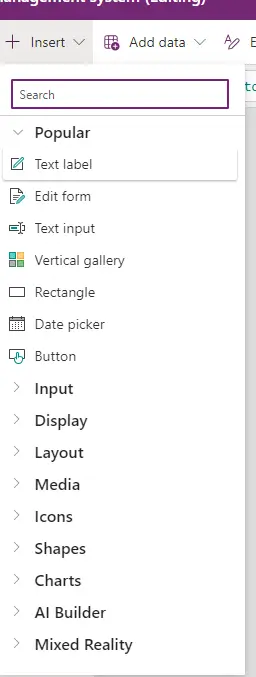 Management system (Editing)
Insert Add data
Search
Popular
Text label
Edit form
Text input
Vertical gallery
Rectangle
Date picker
Button
Input
Display
Layout
Media
Icons
Shapes
Charts
AI Builder
Mixed Reality